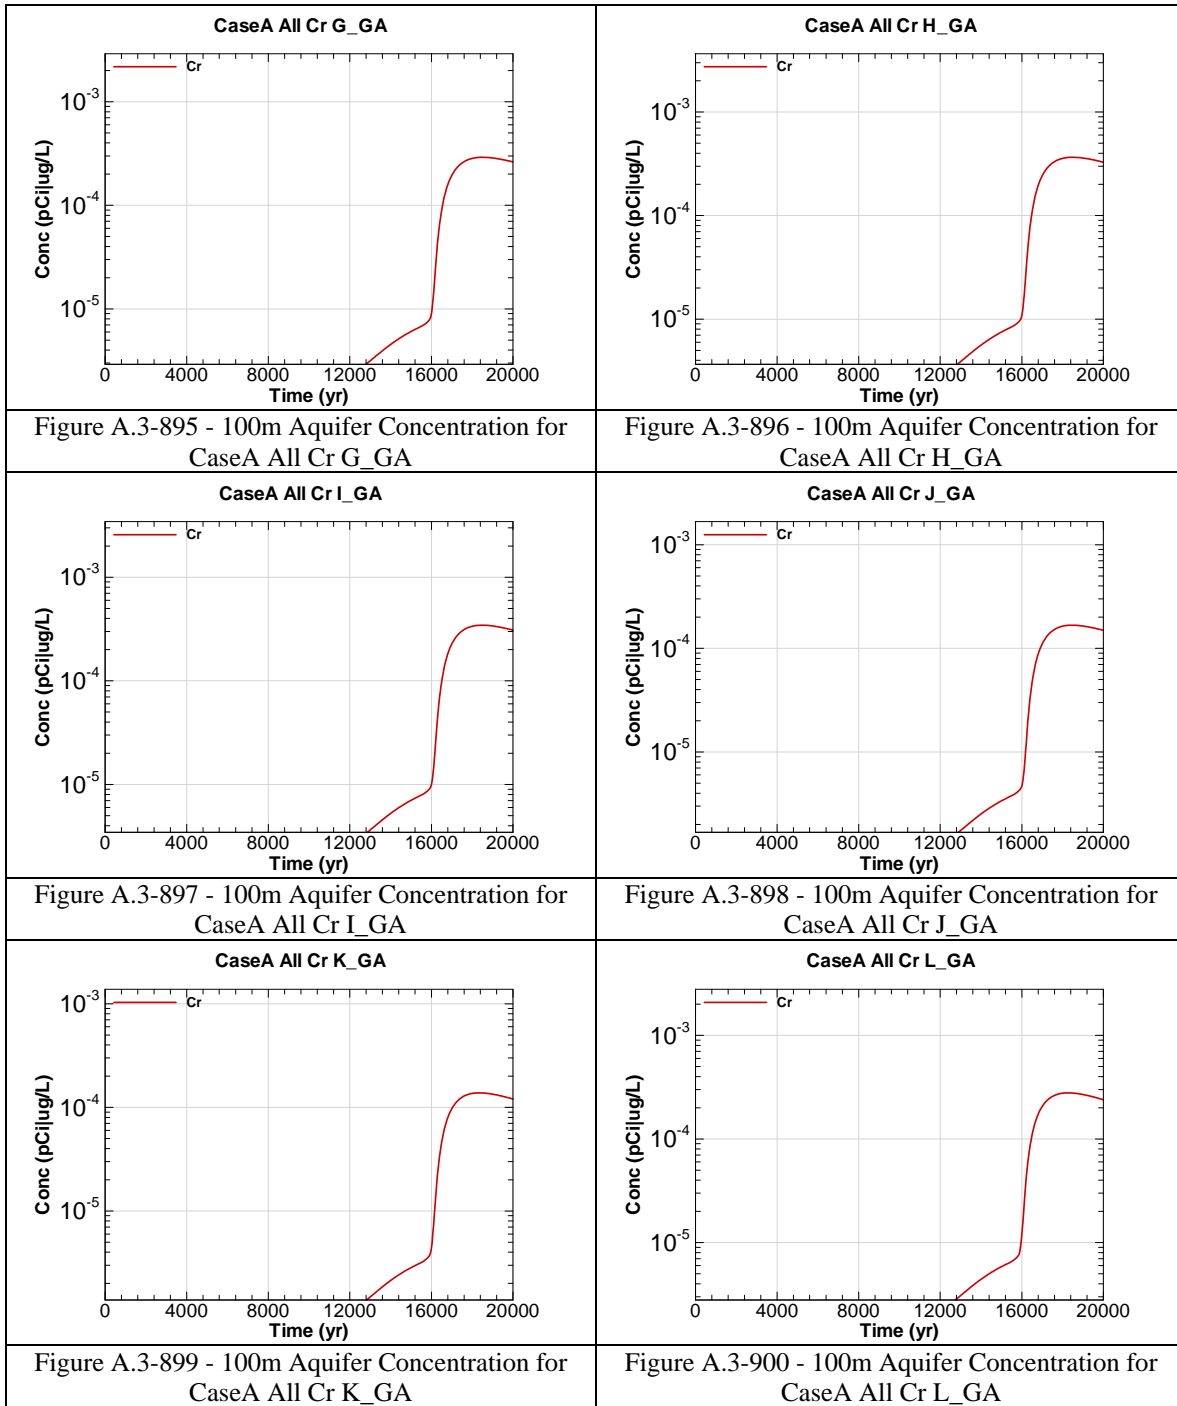 CaseA All Cr G_GA
Cr
10-3
10-4
10-5
Conc (pCi|ug/L)
0 4000 8000 12000 16000 20000
Time (yr)
Figure A.3-895 - 100m Aquifer Concentration for
CaseA All Cr G_GA
CaseA All Cr H_GA
Cr
10-3
10-4
10-5
Conc (pCi|ug/L)
0 4000 8000 12000 16000 20000
Time (yr)
Figure A.3-896 - 100m Aquifer Concentration for
CaseA All Cr H_GA
CaseA All Cr I_GA
Cr
10-3
10-4
10-5
Conc (pCi|ug/L)
0 4000 8000 12000 16000 20000
Time (yr)
Figure A.3-897 - 100m Aquifer Concentration for
CaseA All Cr I_GA
CaseA All Cr J_GA
Cr
10-3
10-4
10-5
Conc (pCi|ug/L)
0 4000 8000 12000 16000 20000
Time (yr)
Figure A.3-898 - 100m Aquifer Concentration for
CaseA All Cr J_GA
CaseA All Cr K_GA
Cr
10-3
10-4
10-5
Conc (pCi|ug/L)
0 4000 8000 12000 16000 20000
Time (yr)
Figure A.3-899 - 100m Aquifer Concentration for
CaseA All Cr K_GA
CaseA All Cr L_GA
Cr
10-3
10-4
10-5
Conc (pCi|ug/L)
0 4000 8000 12000 16000 20000
Time (yr)
Figure A.3-900 - 100m Aquifer Concentration for
CaseA All Cr L_GA